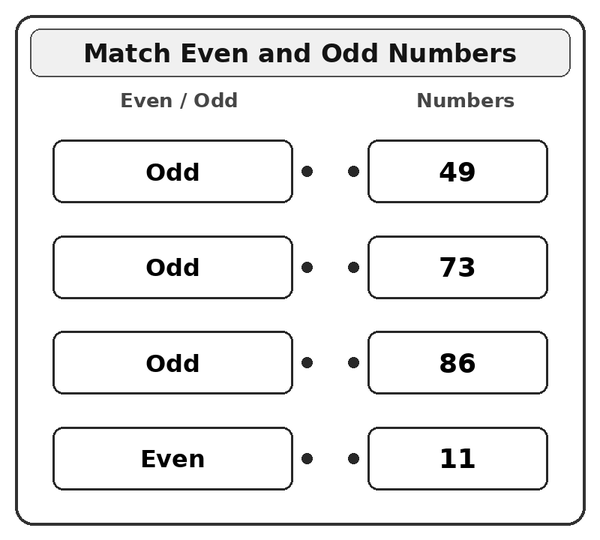 Match Even and Odd Numbers
Even / Odd Numbers
Odd 49
Odd 73
Odd 86
Even 11